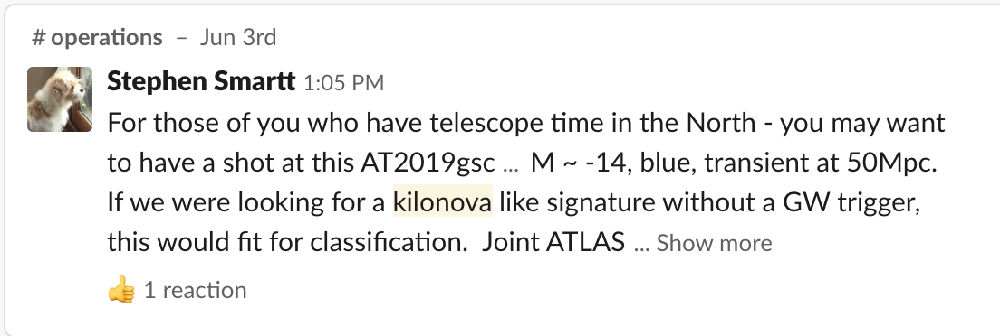 # operations – Jun 3rd
Stephen Smartt 1:05 PM
For those of you who have telescope time in the North - you may want
to have a shot at this AT2019gsc ... M ~ -14, blue, transient at 50Mpc.
If we were looking for a kilonova like signature without a GW trigger,
this would fit for classification. Joint ATLAS ... Show more
👍 1 reaction